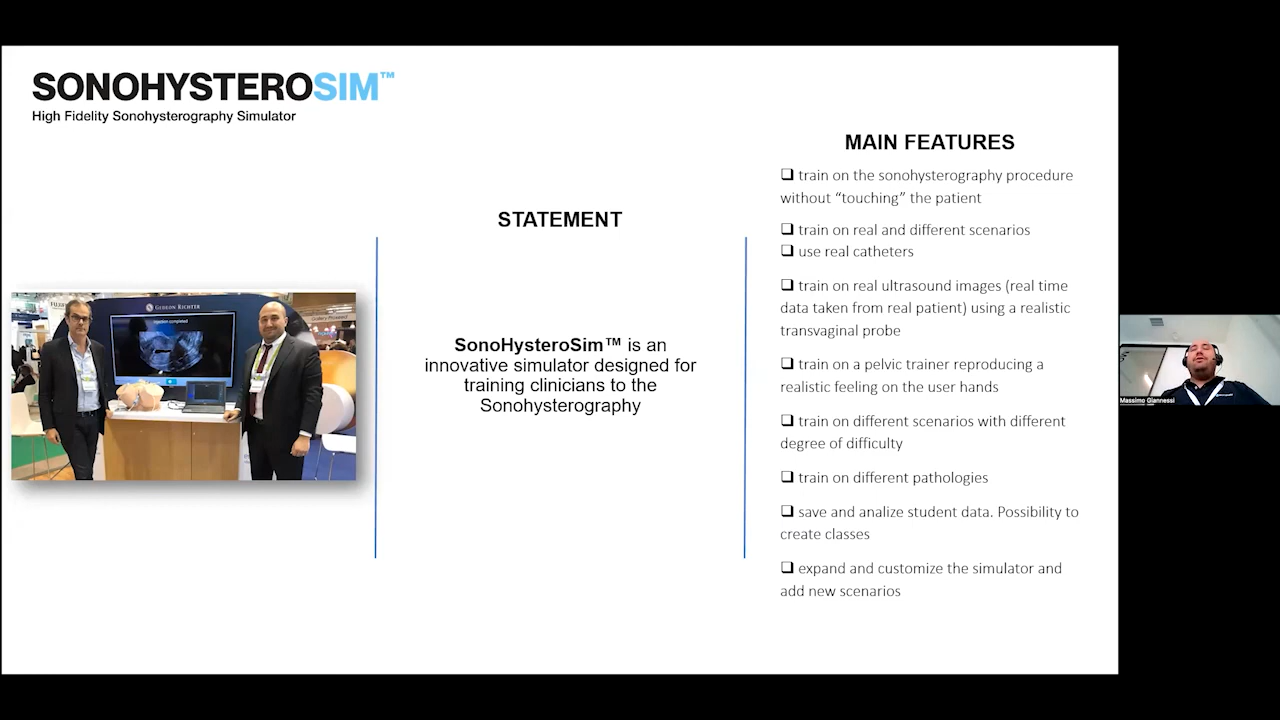 SONOHYSTEROSIM™
High Fidelity Sonohysterography Simulator
STATEMENT
SonoHysteroSim™ is an
innovative simulator designed for
training clinicians to the
Sonohysterography
MAIN FEATURES
❑ train on the sonohysterography procedure
without “touching” the patient
❑ train on real and different scenarios
❑ use real catheters
❑ train on real ultrasound images (real time
data taken from real patient) using a realistic
transvaginal probe
❑ train on a pelvic trainer reproducing a
realistic feeling on the user hands
❑ train on different scenarios with different
degree of difficulty
❑ train on different pathologies
❑ save and analize student data. Possibility to
create classes
❑ expand and customize the simulator and
add new scenarios
GEDEON RICHTER
completed
Massimo Giannessi